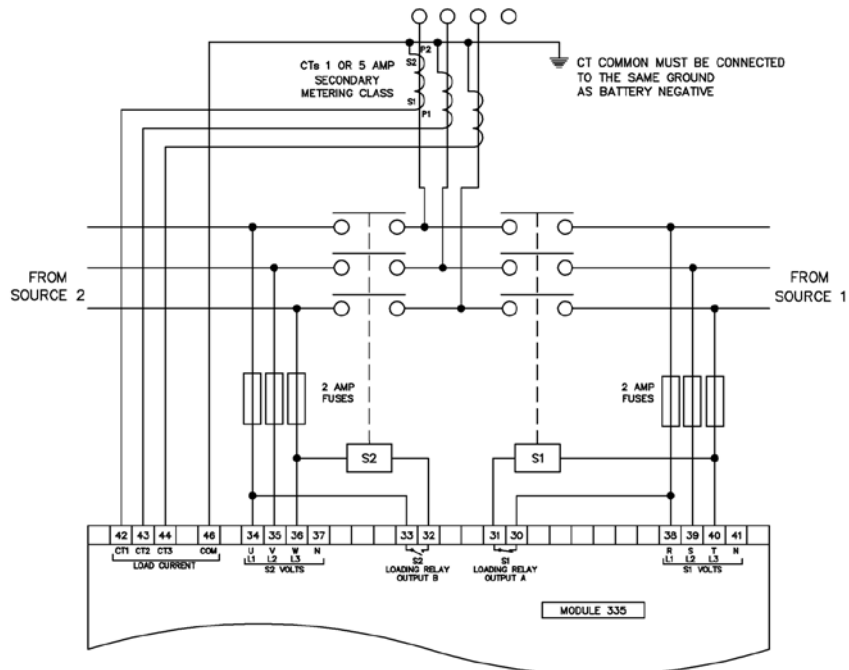 P2
S2
CTs 1 OR 5 AMP
SECONDARY
METERING CLASS
S1
P1
CT COMMON MUST BE CONNECTED
TO THE SAME GROUND
AS BATTERY NEGATIVE
FROM
SOURCE 2
FROM
SOURCE 1
2 AMP
FUSES
2 AMP
FUSES
S2
S1
42 43 44 46 34 35 36 37 33 32 31 30 38 39 40 41
CT1 CT2 CT3 COM
LOAD CURRENT
U V W N
L1 L2 L3
S2 VOLTS
S2
LOADING RELAY
OUTPUT B
S1
LOADING RELAY
OUTPUT A
R S T N
L1 L2 L3
S1 VOLTS
MODULE 335